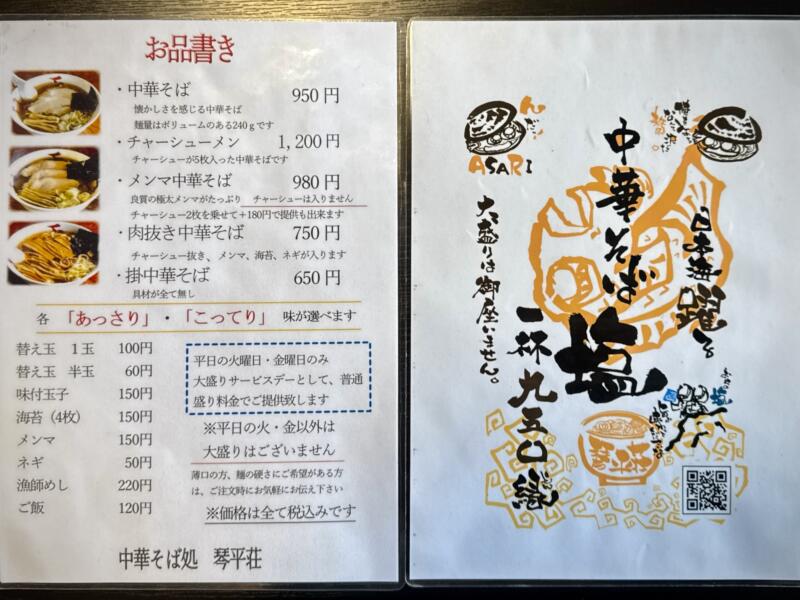 お品書き
・中華そば 950円
懐かしさを感じる中華そば
麺量はボリュームのある240gです
・チャーシューメン 1,200円
チャーシューが5枚入った中華そばです
・メンマ中華そば 980円
良質の極太メンマがたっぷり チャーシューは入りません
チャーシュー2枚を乗せて+180円で提供も出来ます
・肉抜き中華そば 750円
チャーシュー抜き、メンマ、海苔、ネギが入ります
・掛中華そば 650円
具材が全て無し
各 「あっさり」・「こってり」 味が選べます
替え玉 1玉 100円
替え玉 半玉 60円
味付玉子 150円
海苔（4枚） 150円
メンマ 150円
ネギ 50円
漁師めし 220円
ご飯 120円
平日の火曜日・金曜日のみ
大盛りサービスデーとして、普通
盛り料金でご提供致します
※平日の火・金以外は
大盛りはございません
薄口の方、麺の硬さにご希望がある方
は、ご注文時にお気軽にお伝え下さい
※価格は全て税込みです
中華そば処 琴平荘
ASARI
日本海躍る
中華そば 塩
一杯 九五〇縁
大盛りは御座いません。